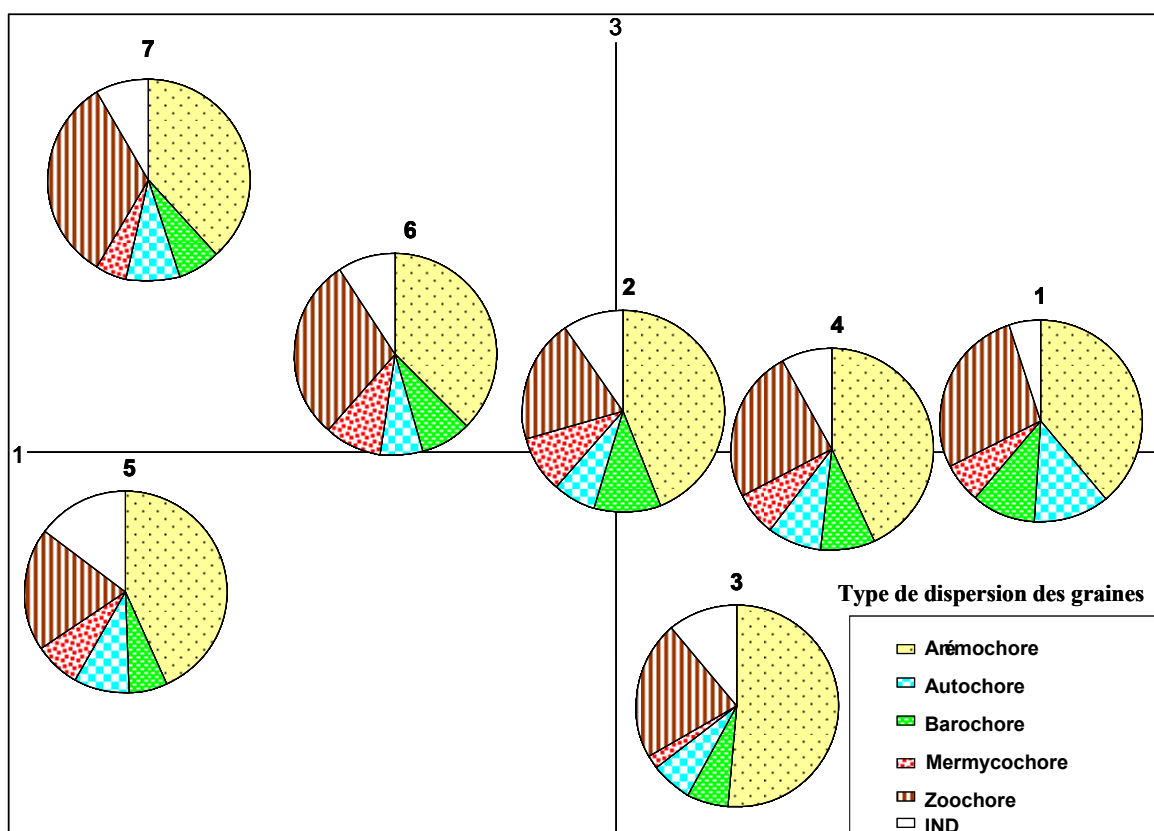 3
7
6
2
1
4
1
5
3
Type de dispersion des graines
Anémochore
Autochore
Barochore
Mermycochore
Zoochore
IND